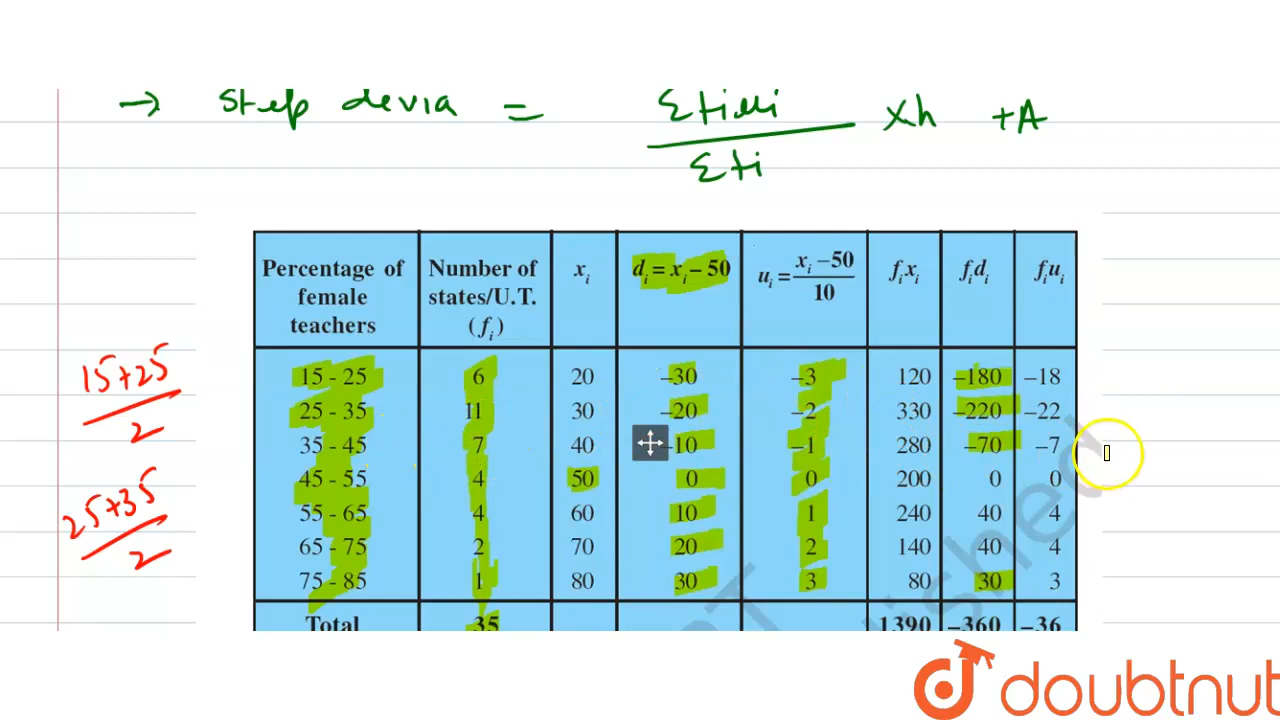 → Step devia = Σfiui / Σfi × h + A
Percentage of female teachers | Number of states/U.T. (fi) | xi | di = xi – 50 | ui = xi – 50 / 10 | fixi | fidi | fiui
15 - 25 | 6 | 20 | –30 | –3 | 120 | –180 | –18
25 - 35 | 11 | 30 | –20 | –2 | 330 | –220 | –22
35 - 45 | 7 | 40 | –10 | –1 | 280 | –70 | –7
45 - 55 | 4 | 50 | 0 | 0 | 200 | 0 | 0
55 - 65 | 4 | 60 | 10 | 1 | 240 | 40 | 4
65 - 75 | 2 | 70 | 20 | 2 | 140 | 40 | 4
75 - 85 | 1 | 80 | 30 | 3 | 80 | 30 | 3
Total | 35 | 1390 | –360 | –36
15+25 / 2
25+35 / 2
doubtnut